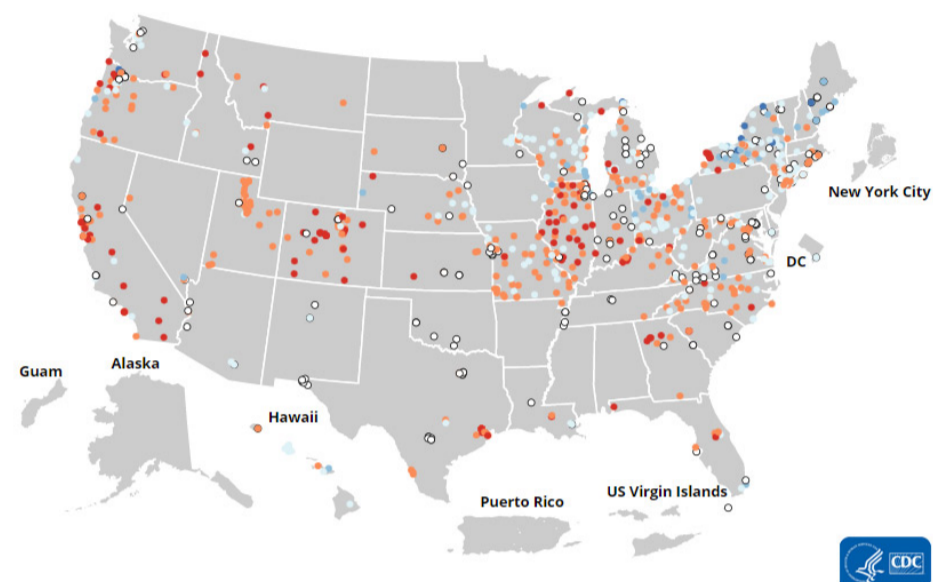 New York City
DC
Guam
Alaska
Hawaii
Puerto Rico
US Virgin Islands
CDC